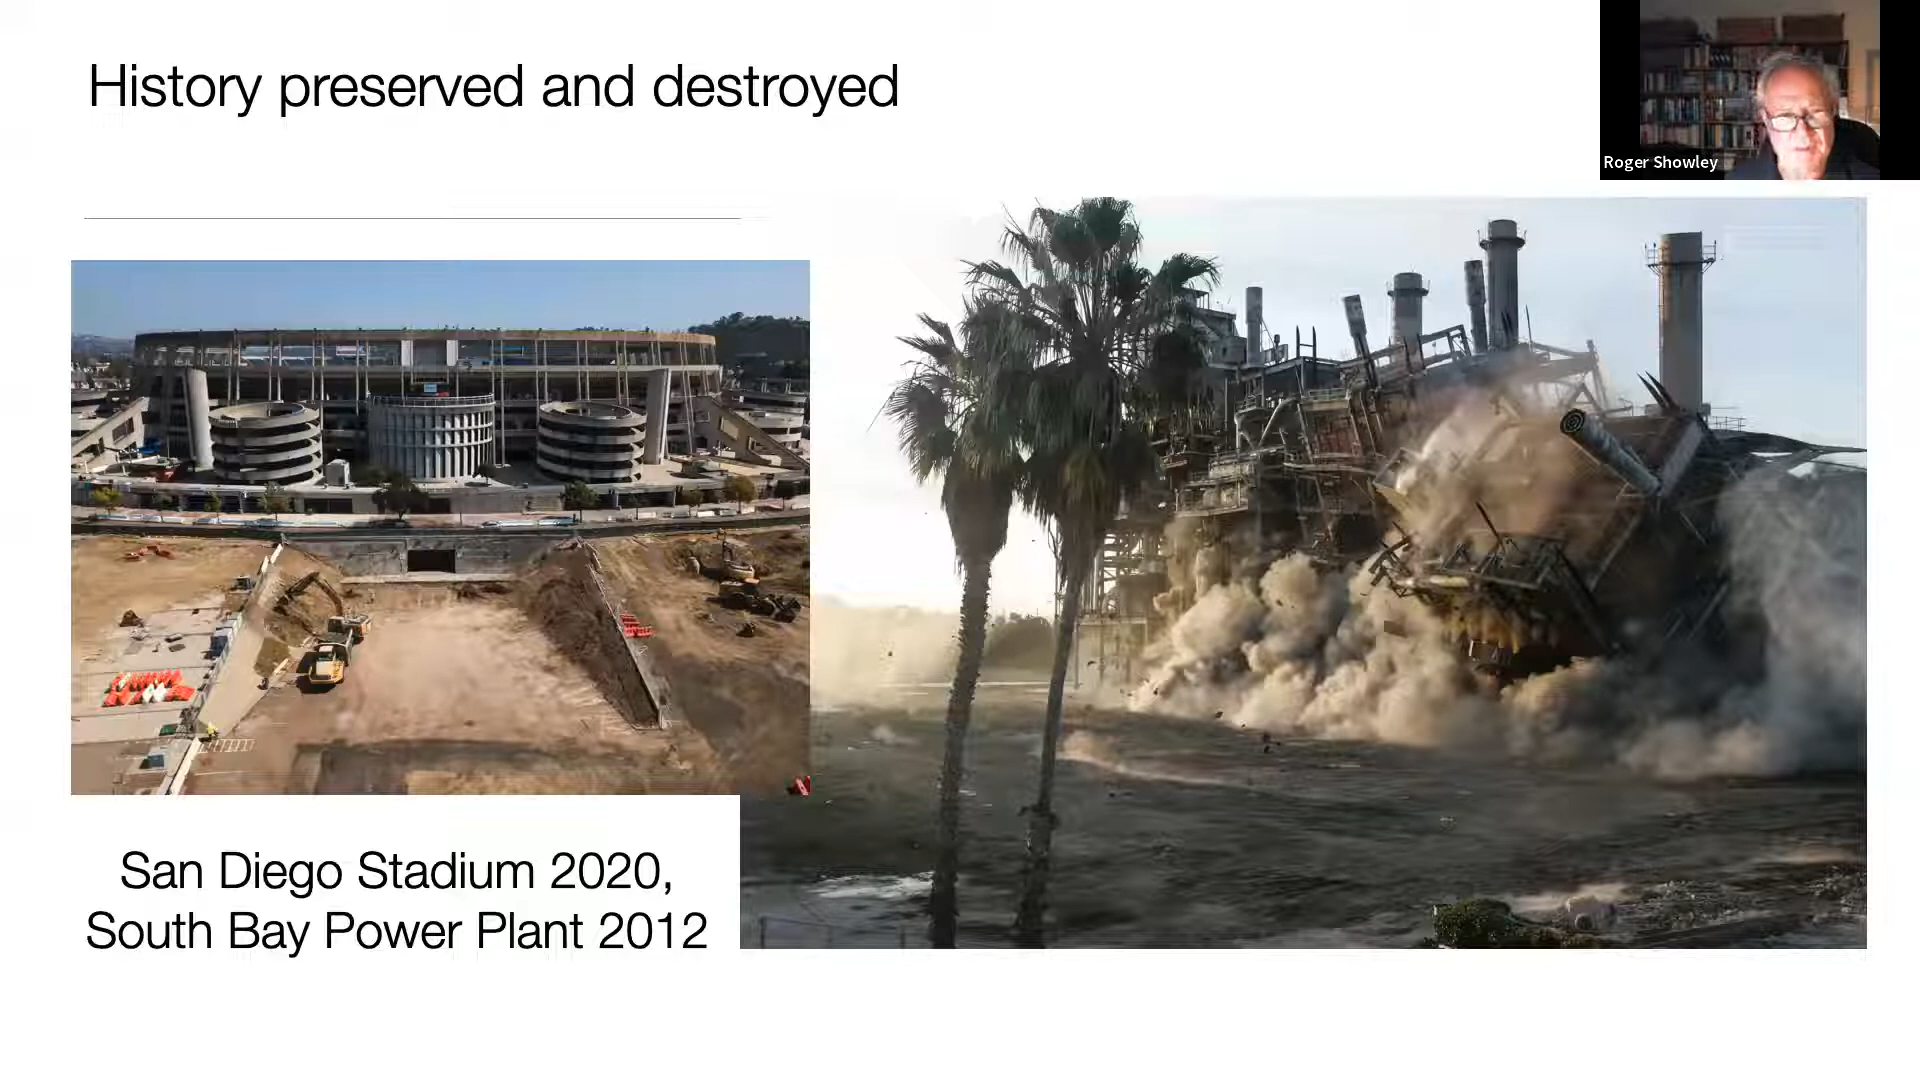 History preserved and destroyed
Roger Showley
San Diego Stadium 2020,
South Bay Power Plant 2012